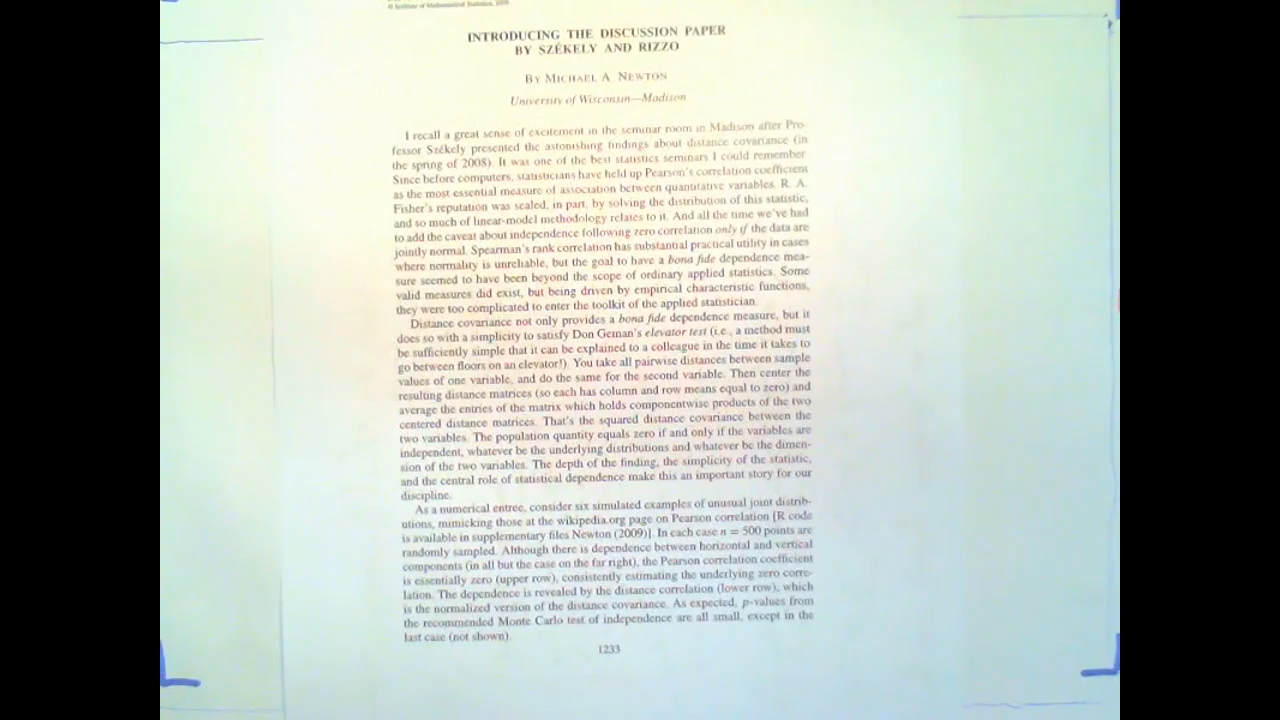 © Institute of Mathematical Statistics, 2009
INTRODUCING THE DISCUSSION PAPER
BY SZÉKELY AND RIZZO
BY MICHAEL A. NEWTON
University of Wisconsin—Madison
I recall a great sense of excitement in the seminar room in Madison after Pro-
fessor Székely presented the astonishing findings about distance covariance (in
the spring of 2008). It was one of the best statistics seminars I could remember.
Since before computers, statisticians have held up Pearson's correlation coefficient
as the most essential measure of association between quantitative variables. R. A.
Fisher's reputation was sealed, in part, by solving the distribution of this statistic,
and so much of linear-model methodology relates to it. And all the time we've had
to add the caveat about independence following zero correlation only if the data are
jointly normal. Spearman's rank correlation has substantial practical utility in cases
where normality is unreliable, but the goal to have a bona fide dependence mea-
sure seemed to have been beyond the scope of ordinary applied statistics. Some
valid measures did exist, but being driven by empirical characteristic functions,
they were too complicated to enter the toolkit of the applied statistician.
Distance covariance not only provides a bona fide dependence measure, but it
does so with a simplicity to satisfy Don Geman's elevator test (i.e., a method must
be sufficiently simple that it can be explained to a colleague in the time it takes to
go between floors on an elevator!). You take all pairwise distances between sample
values of one variable, and do the same for the second variable. Then center the
resulting distance matrices (so each has column and row means equal to zero) and
average the entries of the matrix which holds componentwise products of the two
centered distance matrices. That's the squared distance covariance between the
two variables. The population quantity equals zero if and only if the variables are
independent, whatever be the underlying distributions and whatever be the dimen-
sion of the two variables. The depth of the finding, the simplicity of the statistic,
and the central role of statistical dependence make this an important story for our
discipline.
As a numerical entree, consider six simulated examples of unusual joint distrib-
utions, mimicking those at the wikipedia.org page on Pearson correlation [R code
is available in supplementary files Newton (2009)]. In each case n = 500 points are
randomly sampled. Although there is dependence between horizontal and vertical
components (in all but the case on the far right), the Pearson correlation coefficient
is essentially zero (upper row), consistently estimating the underlying zero corre-
lation. The dependence is revealed by the distance correlation (lower row), which
is the normalized version of the distance covariance. As expected, p-values from
the recommended Monte Carlo test of independence are all small, except in the
last case (not shown).
1233